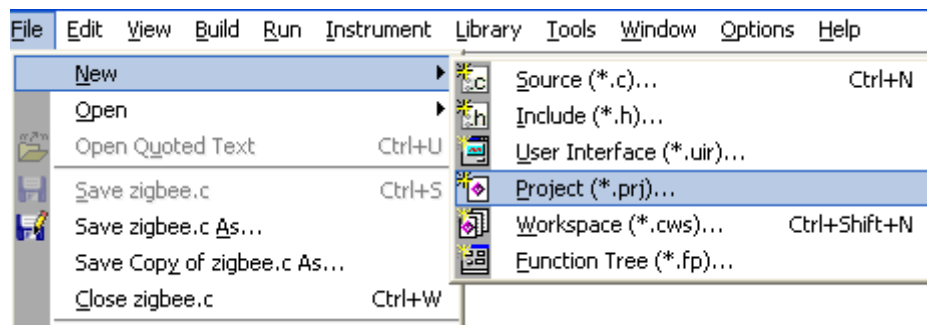 File Edit View Build Run Instrument Library Tools Window Options Help
New
Open
Open Quoted Text Ctrl+U
Save zigbee.c Ctrl+S
Save zigbee.c As...
Save Copy of zigbee.c As...
Close zigbee.c Ctrl+W
Source (*.c)... Ctrl+N
Include (*.h)...
User Interface (*.uir)...
Project (*.prj)...
Workspace (*.cws)... Ctrl+Shift+N
Function Tree (*.fp)...